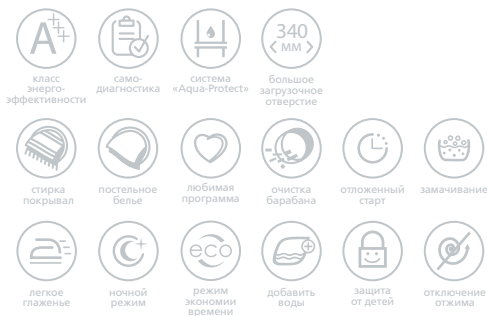 A+++
340
мм
класс
энерго-
эффективности
само-
диагностика
система
«Aqua-Protect»
большое
загрузочное
отверстие
стирка
покрывал
постельное
белье
любимая
программа
очистка
барабана
отложенный
старт
замачивание
eco
легкое
глаженье
ночной
режим
режим
экономии
времени
добавить
воды
защита
от детей
отключение
отжима